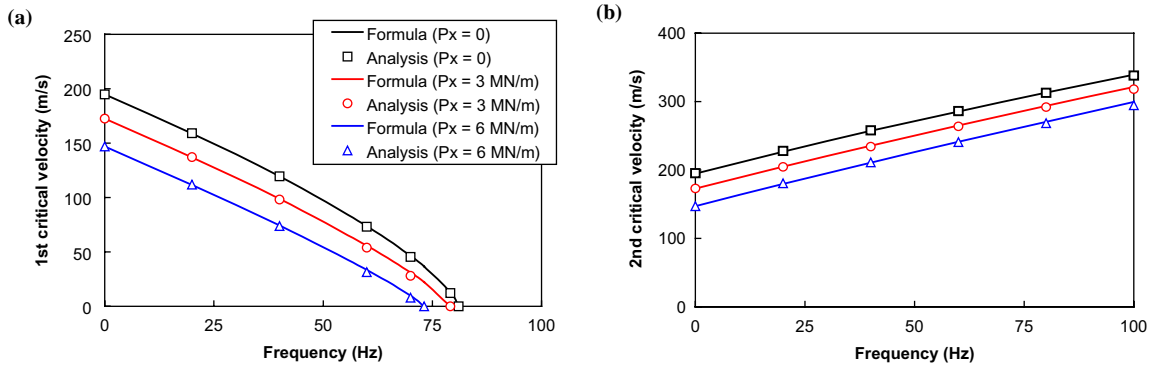 (a)
250
200
150
100
50
0
1st critical velocity (m/s)
0 25 50 75 100
Frequency (Hz)
Formula (Px = 0)
Analysis (Px = 0)
Formula (Px = 3 MN/m)
Analysis (Px = 3 MN/m)
Formula (Px = 6 MN/m)
Analysis (Px = 6 MN/m)
(b)
400
300
200
100
0
2nd critical velocity (m/s)
0 25 50 75 100
Frequency (Hz)